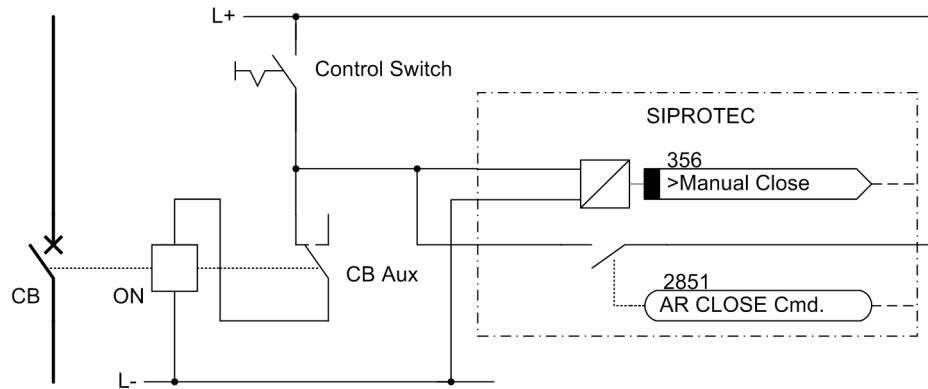 L+
Control Switch
SIPROTEC
356
>Manual Close
CB Aux
CB
ON
2851
AR CLOSE Cmd.
L-